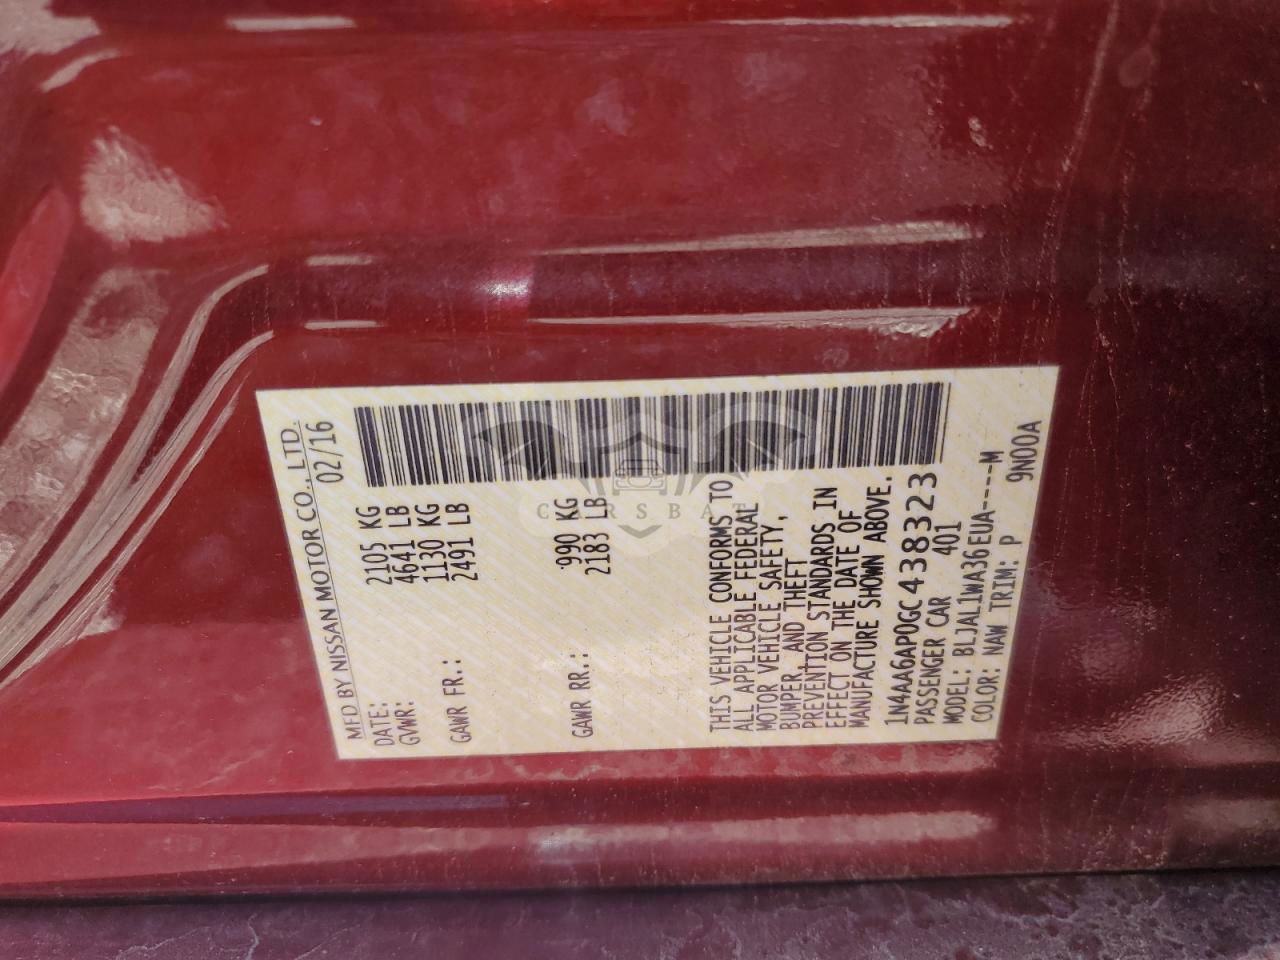 MFD BY NISSAN MOTOR CO., LTD.
DATE: 02/16
GVWR: 2105 KG
4641 LB
GAWR FR.: 1130 KG
2491 LB
GAWR RR.: 990 KG
2183 LB
THIS VEHICLE CONFORMS TO
ALL APPLICABLE FEDERAL
MOTOR VEHICLE SAFETY,
BUMPER, AND THEFT
PREVENTION STANDARDS IN
EFFECT ON THE DATE OF
MANUFACTURE SHOWN ABOVE.
1N4AA6AP0GC438323
PASSENGER CAR 401
MODEL: BLJAL1WA36EUA----M
COLOR: NAW TRIM: P 9N00A
CARSBAT